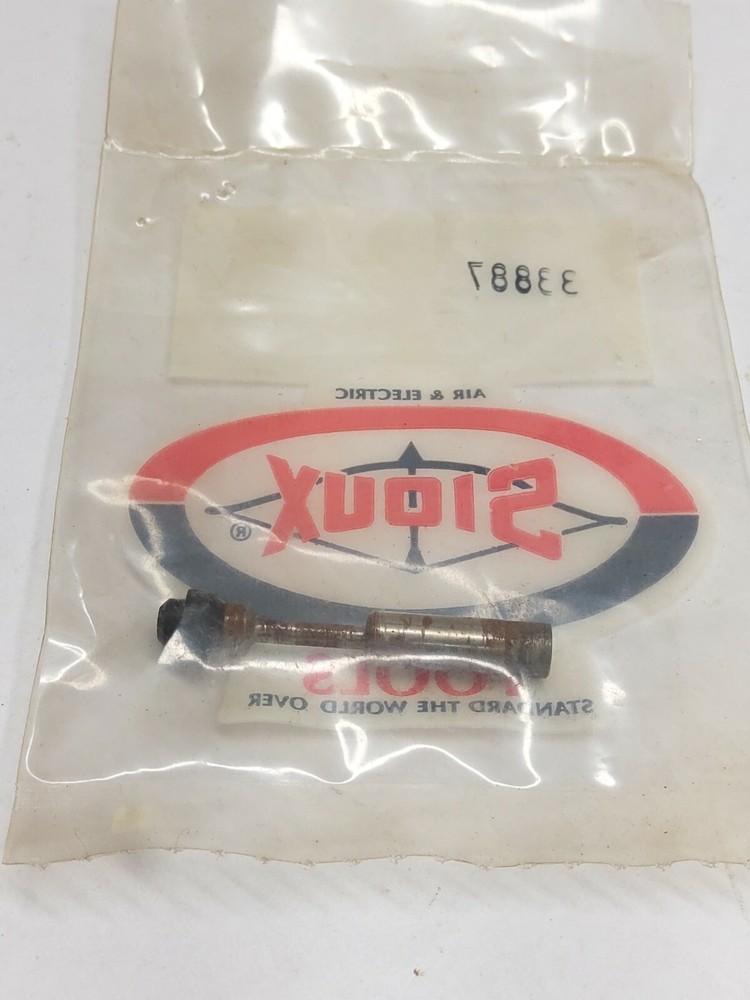 33887
AIR & ELECTRIC
SIOUX ®
TOOLS
STANDARD THE WORLD OVER